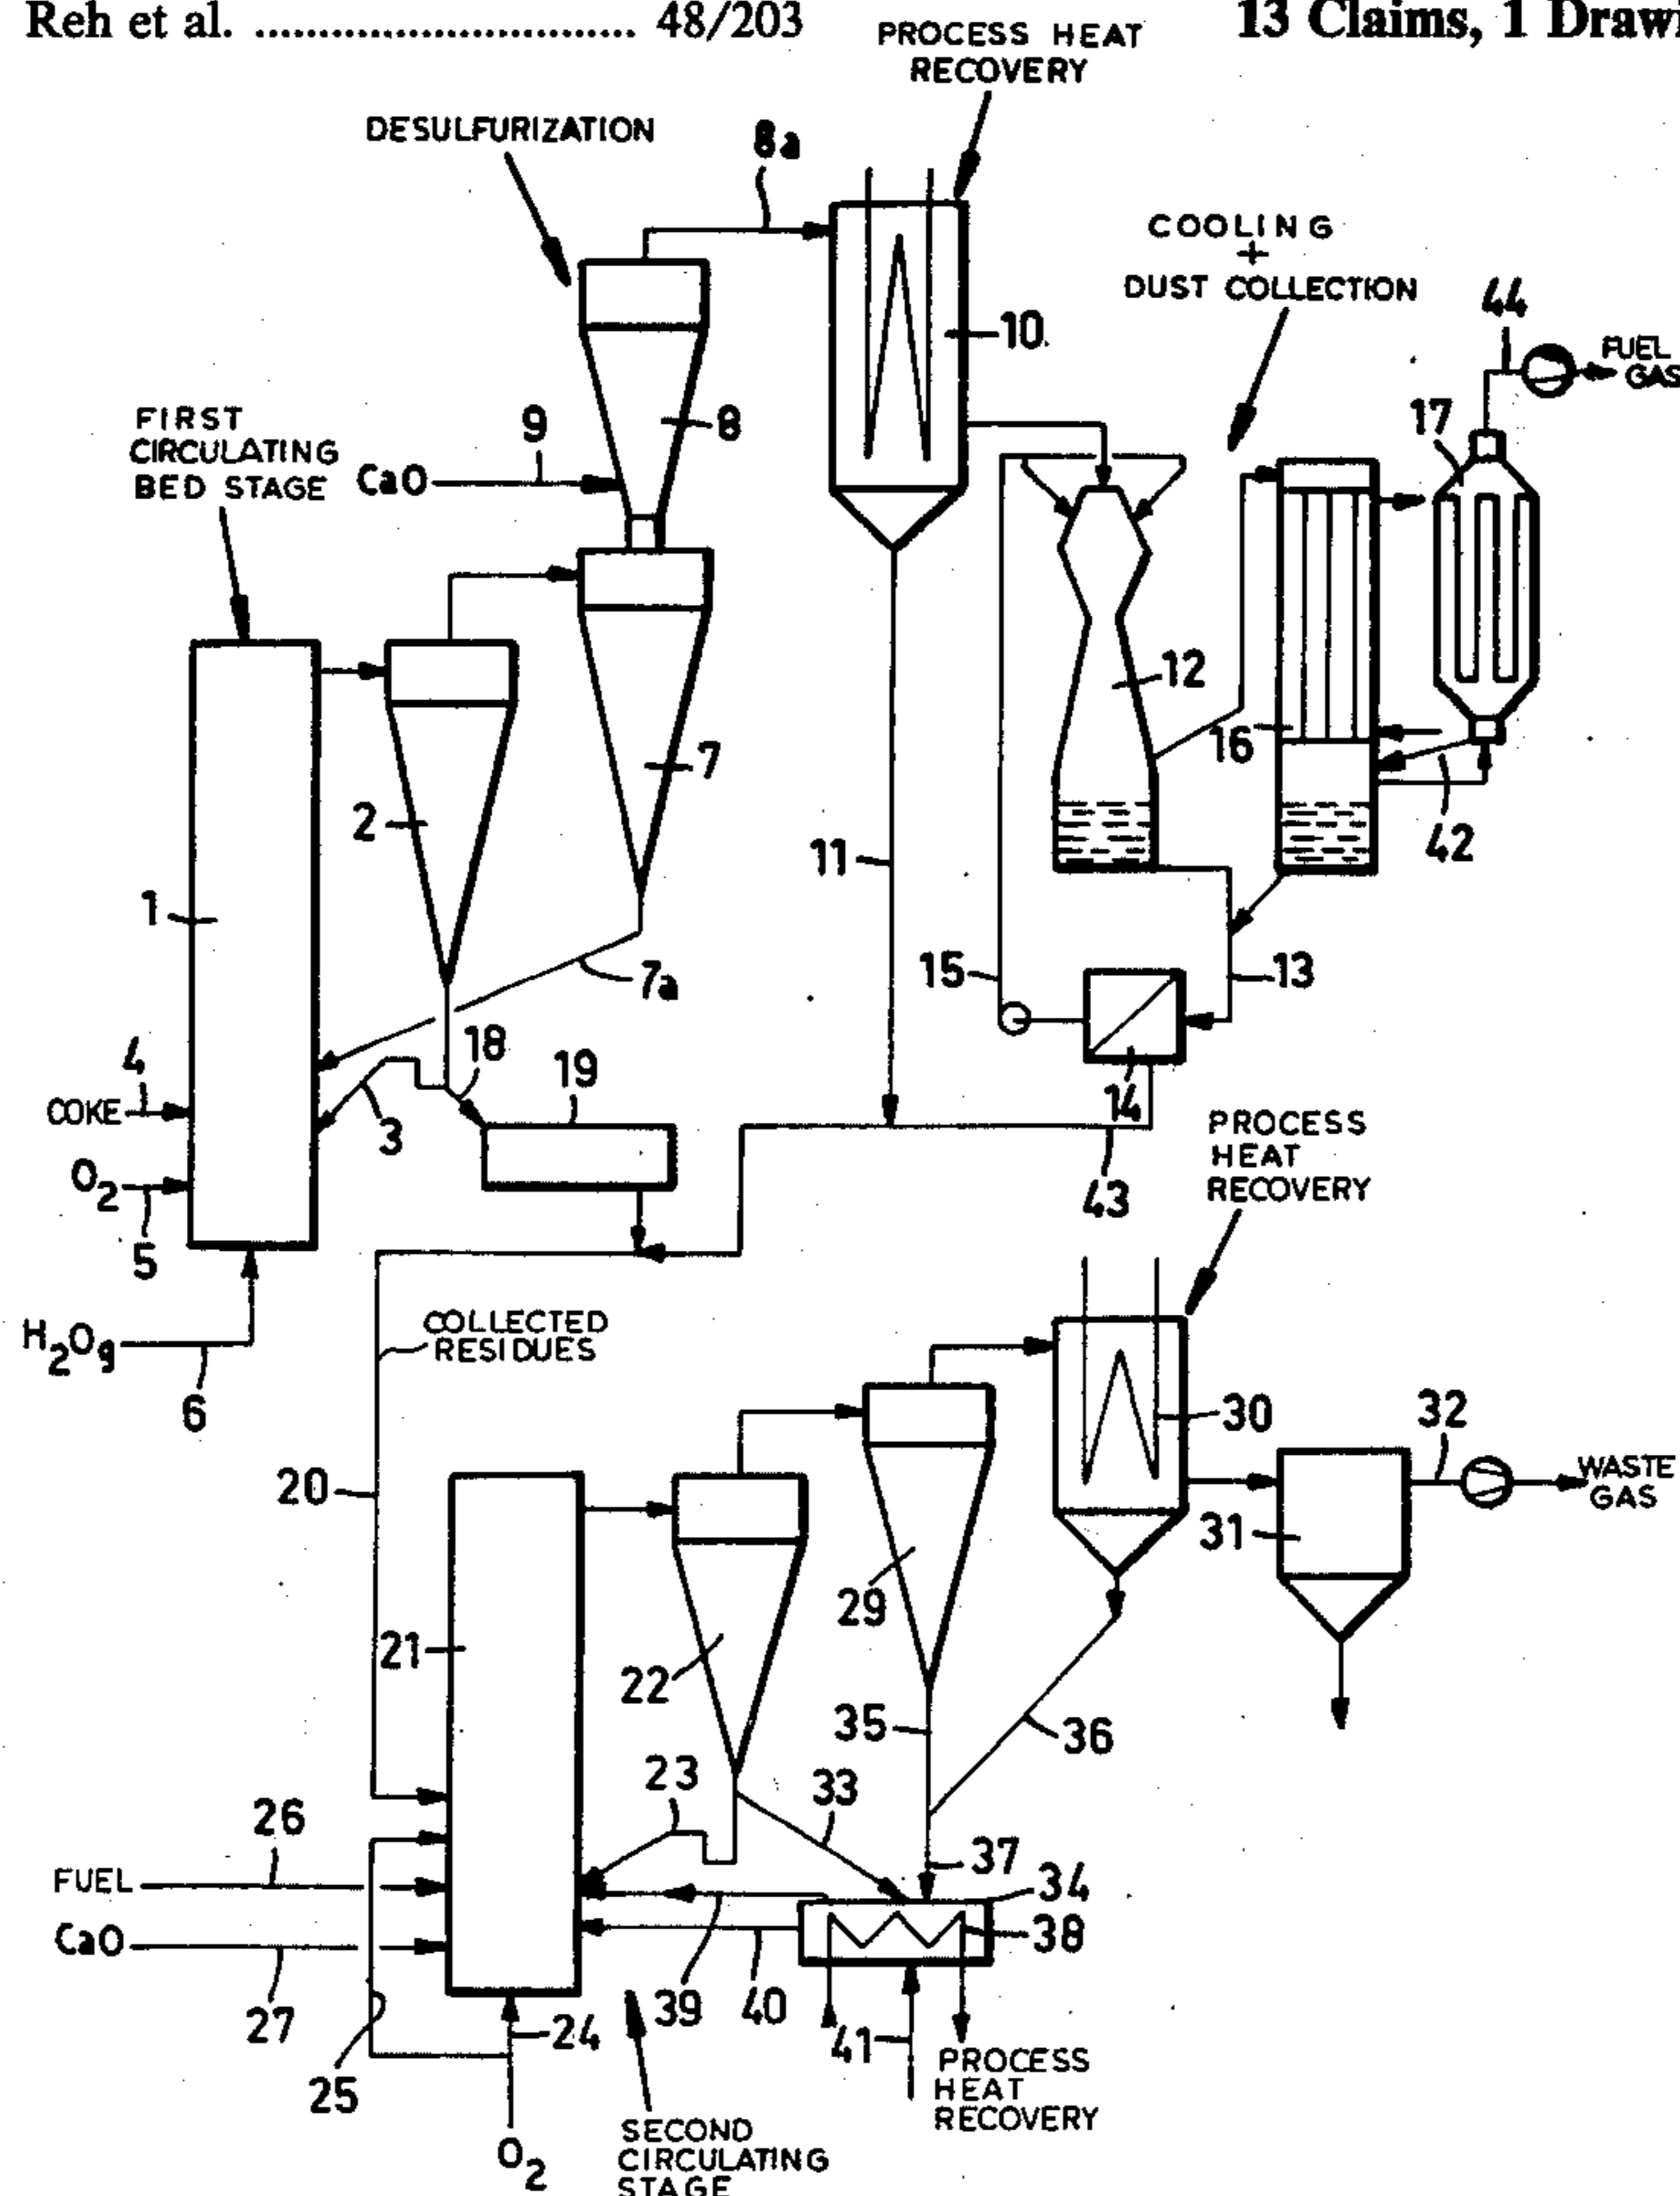 Reh et al. .............................. 48/203
13 Claims, 1 Drawi
PROCESS HEAT
RECOVERY
DESULFURIZATION
8a
COOLING
+
DUST COLLECTION
44
FUEL
GAS
10
17
FIRST
CIRCULATING
BED STAGE
9
8
CaO
12
16
7
2
42
11
1
15
13
7a
18
19
4
14
COKE
3
PROCESS
HEAT
RECOVERY
O2
43
5
COLLECTED
RESIDUES
H2Og
6
30
32
20
WASTE
GAS
31
29
21
22
35
36
23
33
26
37
34
FUEL
CaO
38
27
39
40
24
41
25
PROCESS
HEAT
RECOVERY
SECOND
CIRCULATING
STAGE
O2